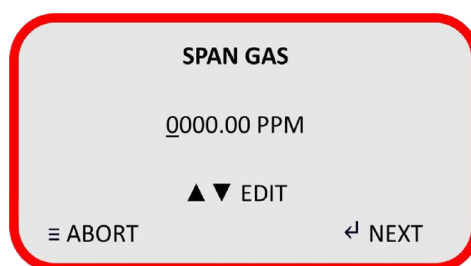 SPAN GAS
0000.00 PPM
▲ ▼ EDIT
≡ ABORT ↵ NEXT